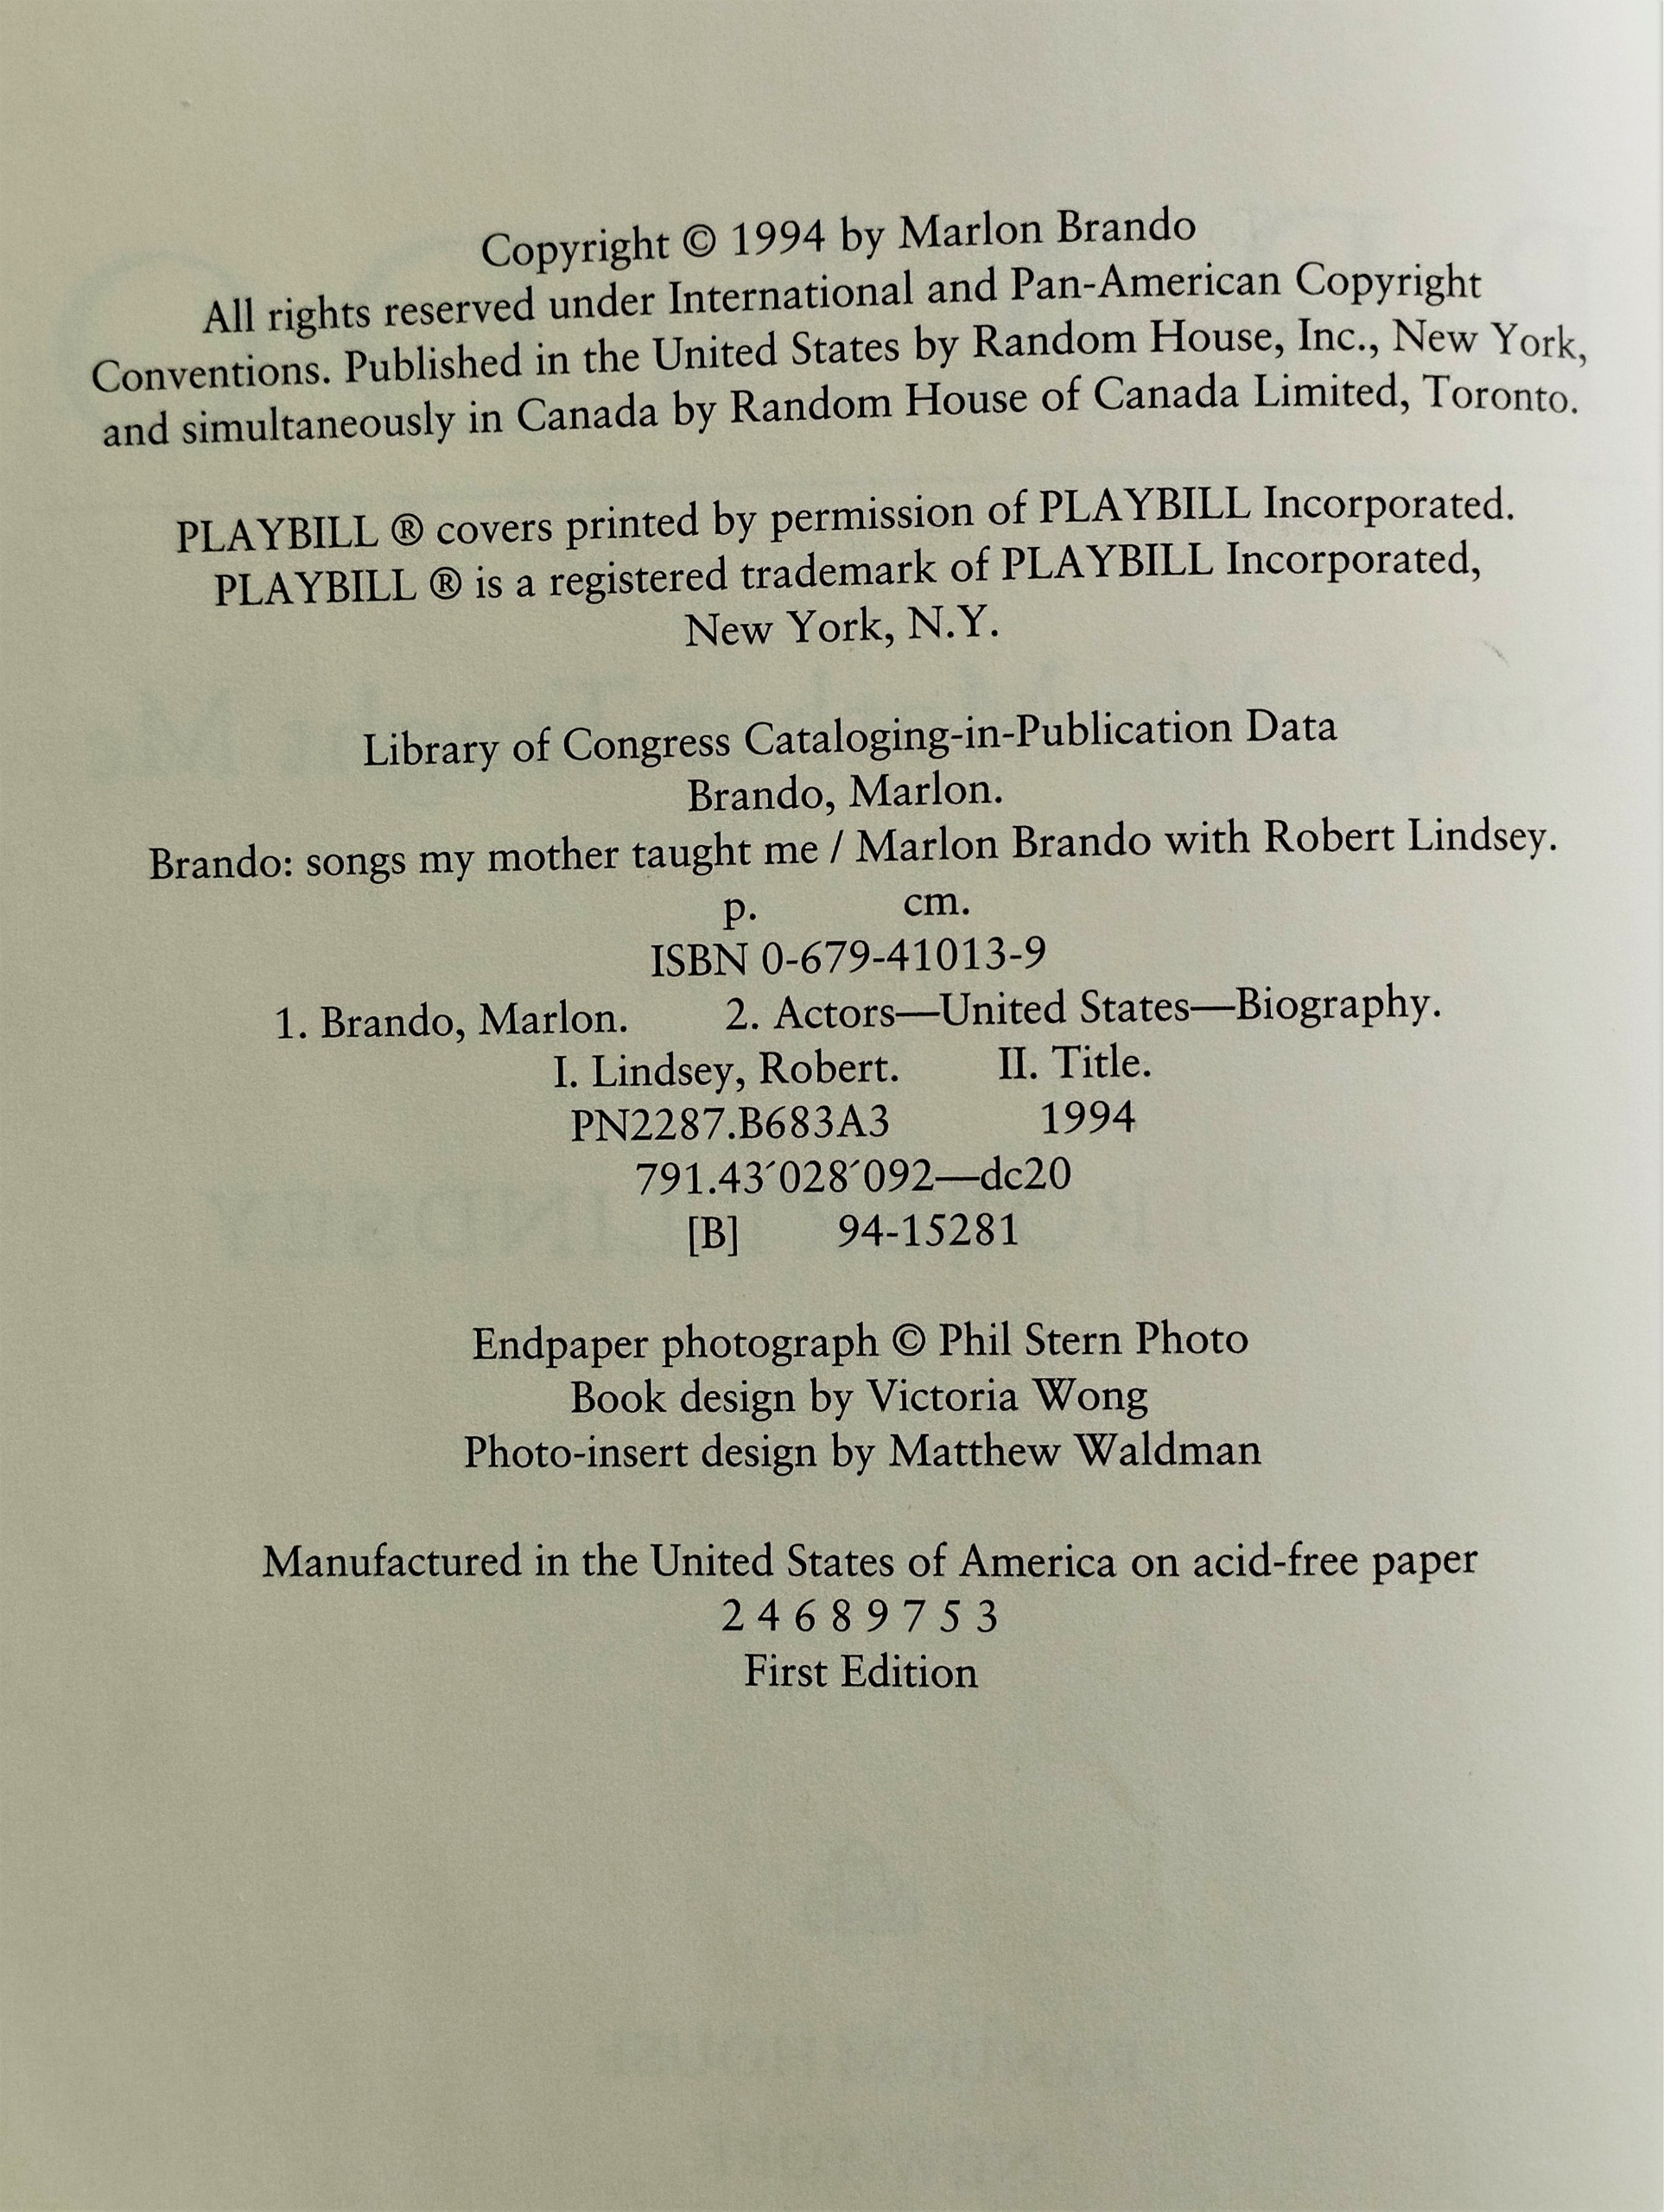 Copyright © 1994 by Marlon Brando
All rights reserved under International and Pan-American Copyright
Conventions. Published in the United States by Random House, Inc., New York,
and simultaneously in Canada by Random House of Canada Limited, Toronto.
PLAYBILL ® covers printed by permission of PLAYBILL Incorporated.
PLAYBILL ® is a registered trademark of PLAYBILL Incorporated,
New York, N.Y.
Library of Congress Cataloging-in-Publication Data
Brando, Marlon.
Brando: songs my mother taught me / Marlon Brando with Robert Lindsey.
p. cm.
ISBN 0-679-41013-9
1. Brando, Marlon. 2. Actors—United States—Biography.
I. Lindsey, Robert. II. Title.
PN2287.B683A3 1994
791.43´028´092—dc20
[B] 94-15281
Endpaper photograph © Phil Stern Photo
Book design by Victoria Wong
Photo-insert design by Matthew Waldman
Manufactured in the United States of America on acid-free paper
2 4 6 8 9 7 5 3
First Edition